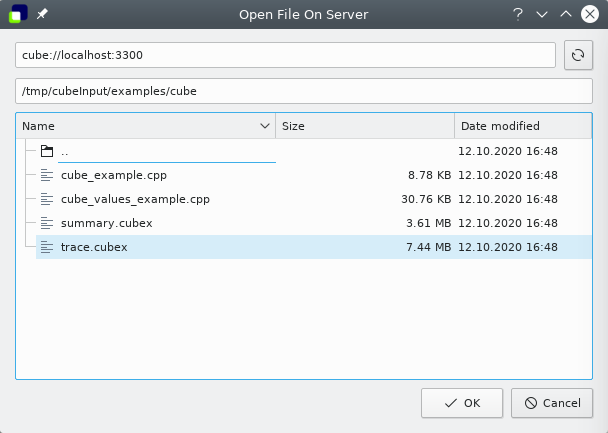 Open File On Server
cube://localhost:3300
/tmp/cubeInput/examples/cube
Name Size Date modified
.. 12.10.2020 16:48
cube_example.cpp 8.78 KB 12.10.2020 16:48
cube_values_example.cpp 30.76 KB 12.10.2020 16:48
summary.cubex 3.61 MB 12.10.2020 16:48
trace.cubex 7.44 MB 12.10.2020 16:48
OK Cancel